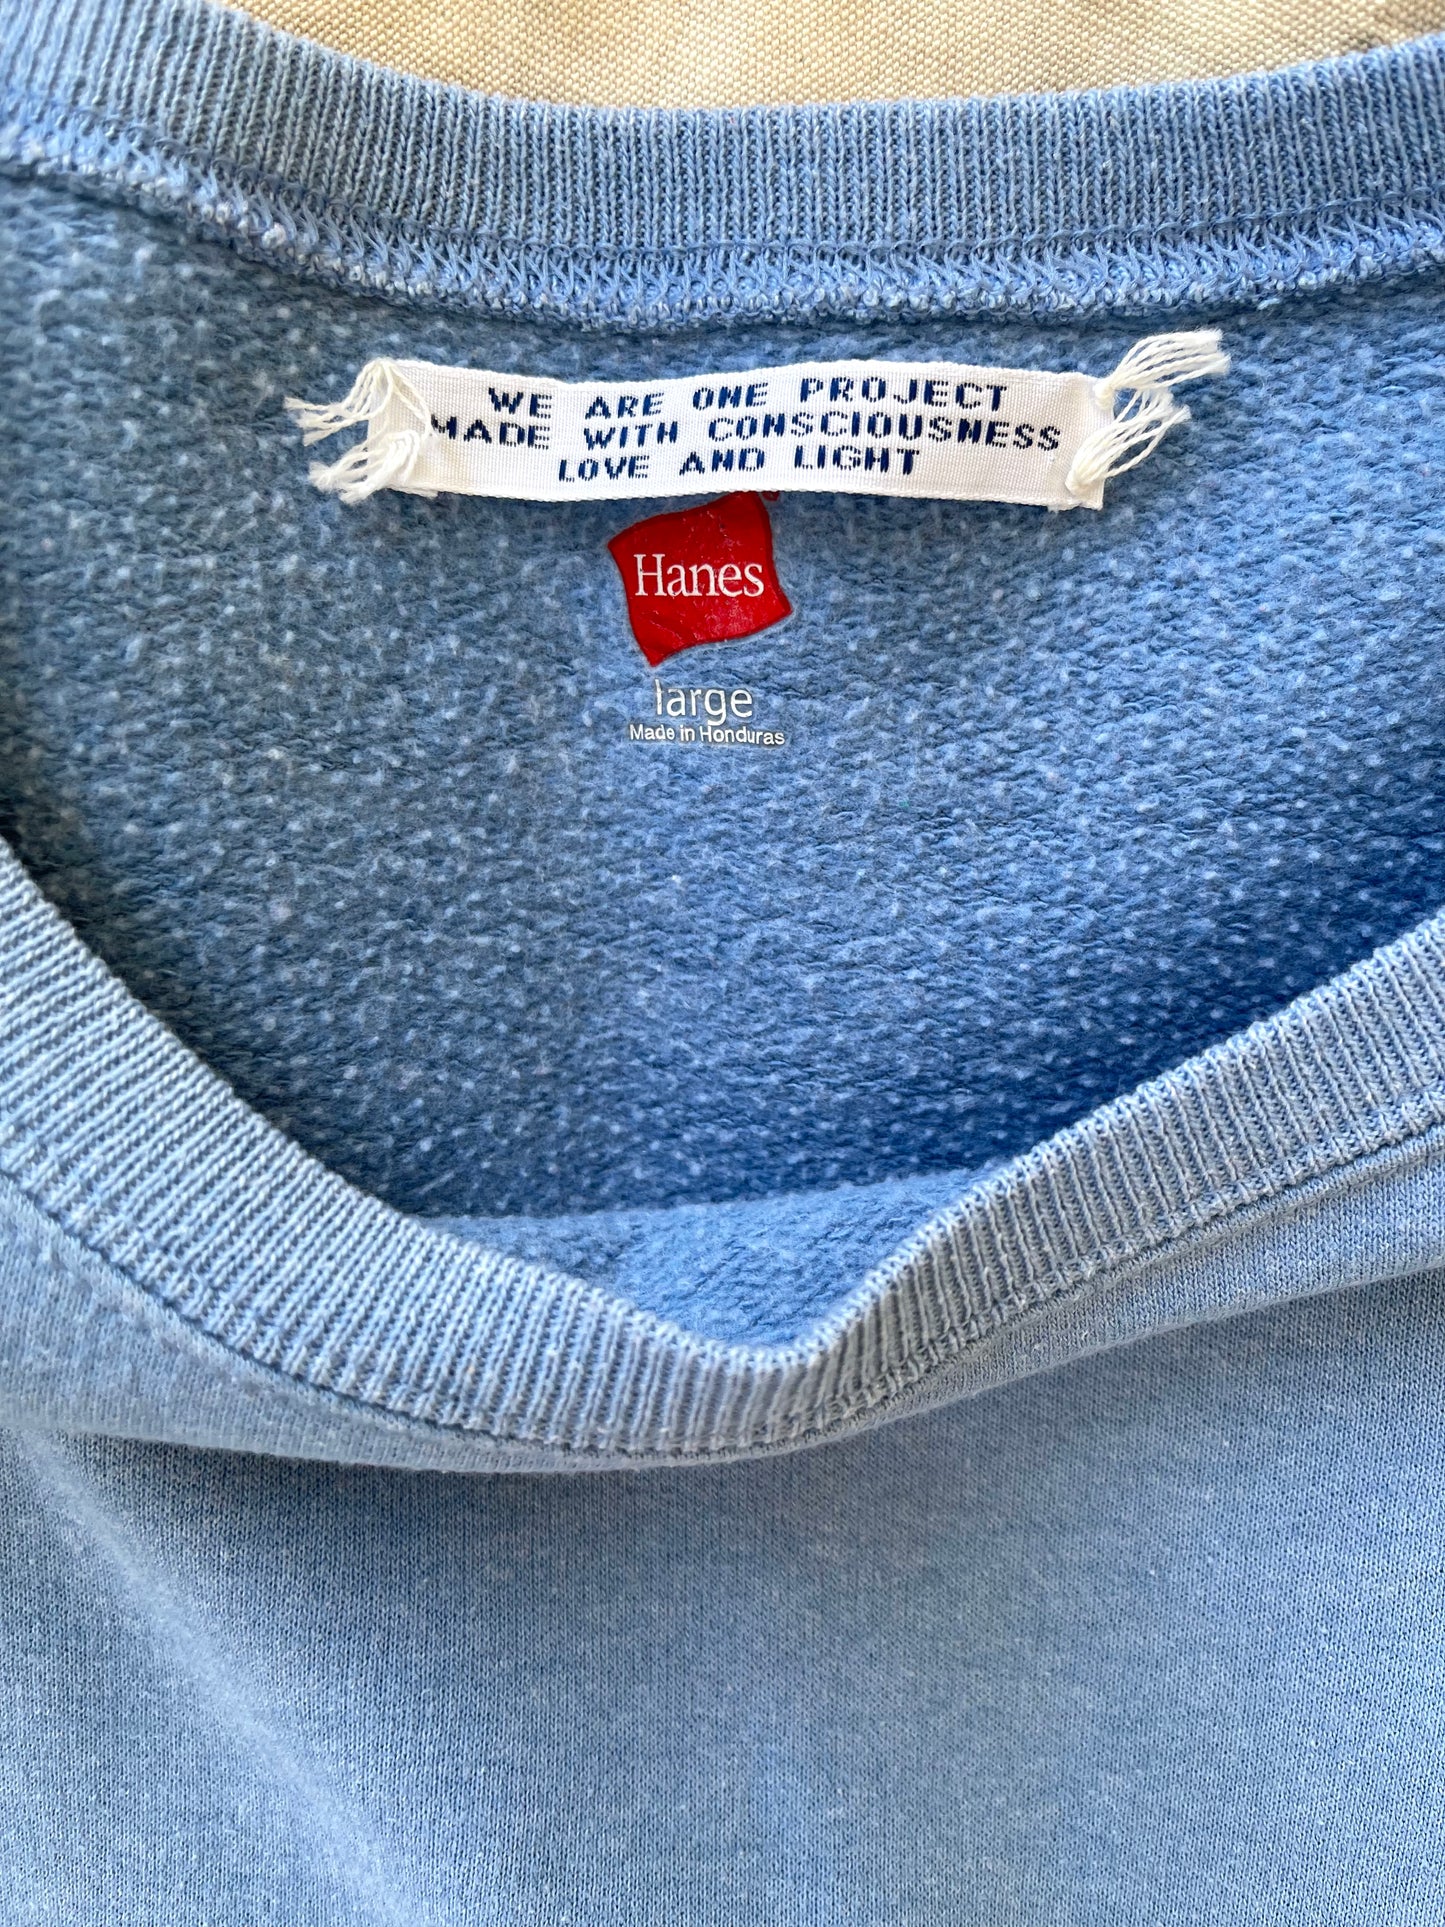 WE ARE ONE PROJECT
MADE WITH CONSCIOUSNESS
LOVE AND LIGHT
Hanes
large
Made in Honduras